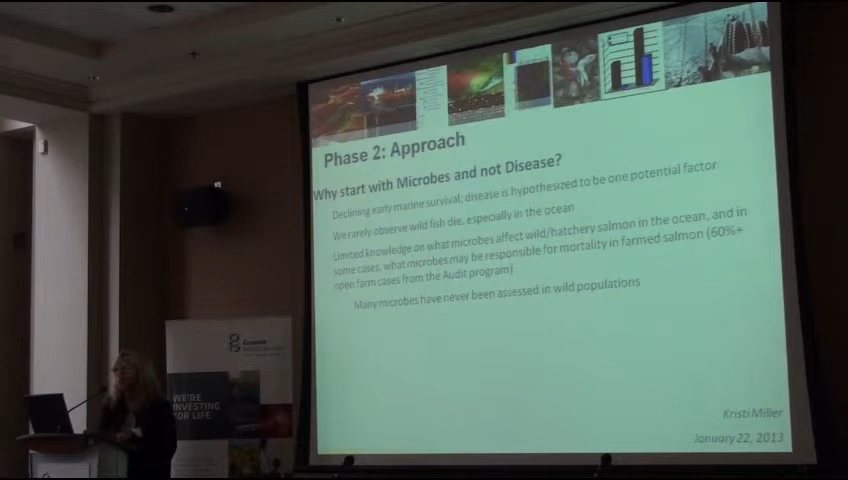 Phase 2: Approach
Why start with Microbes and not Disease?
Declining early marine survival; disease is hypothesized to be one potential factor
We rarely observe wild fish die, especially in the ocean
Limited knowledge on what microbes affect wild/hatchery salmon in the ocean, and in
some cases, what microbes may be responsible for mortality in farmed salmon (60%+
open farm cases from the Audit program)
Many microbes have never been assessed in wild populations
Kristi Miller
January 22, 2013
WE'RE
INVESTING
FOR LIFE